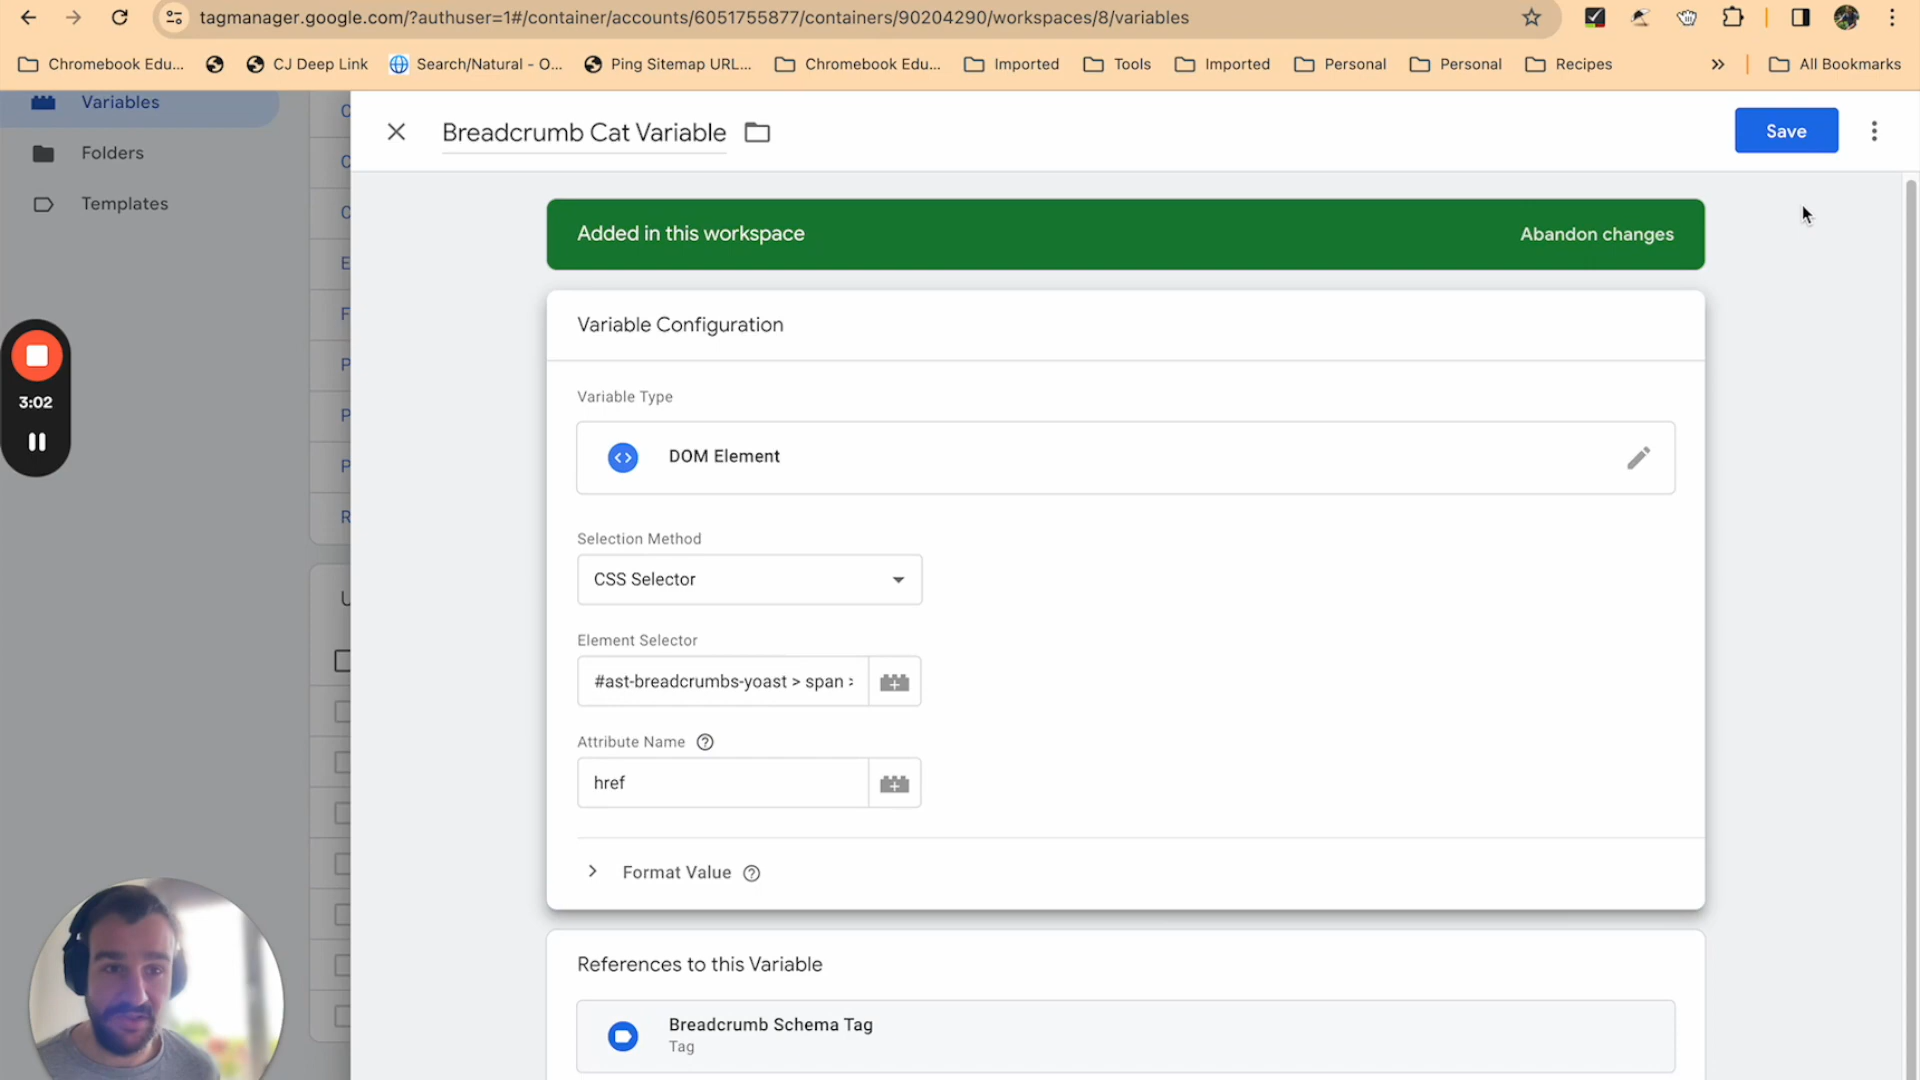 tagmanager.google.com/?authuser=1#/container/accounts/6051755877/containers/90204290/workspaces/8/variables
Chromebook Edu...
CJ Deep Link
Search/Natural - O...
Ping Sitemap URL...
Chromebook Edu...
Imported
Tools
Imported
Personal
Personal
Recipes
All Bookmarks
Variables
Folders
Templates
Breadcrumb Cat Variable
Save
Added in this workspace
Abandon changes
Variable Configuration
Variable Type
DOM Element
3:02
Selection Method
CSS Selector
Element Selector
#ast-breadcrumbs-yoast > span >
Attribute Name
href
Format Value
References to this Variable
Breadcrumb Schema Tag
Tag